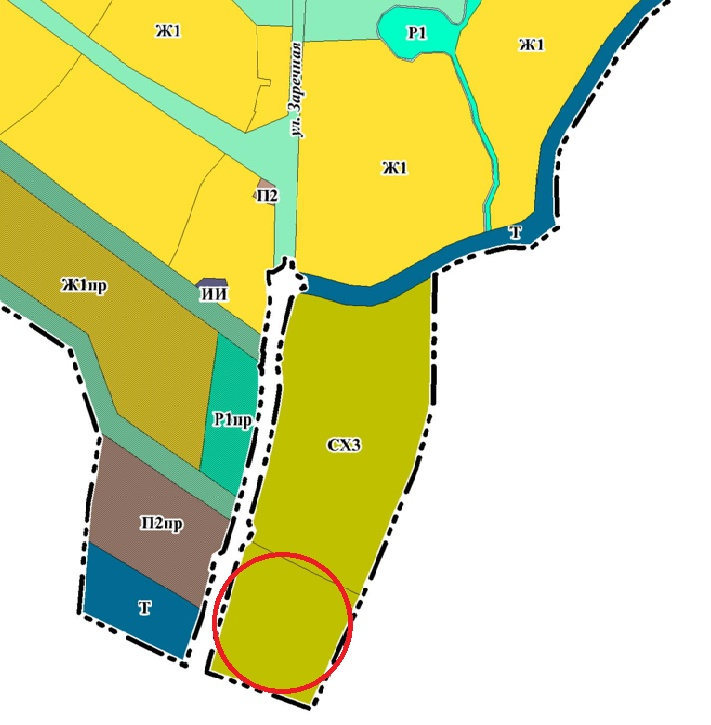 Ж1
Р1
Ж1
ул. Заречная
Ж1
П2
Т
Ж1пр
ИИ
Р1пр
СХ3
П2пр
Т